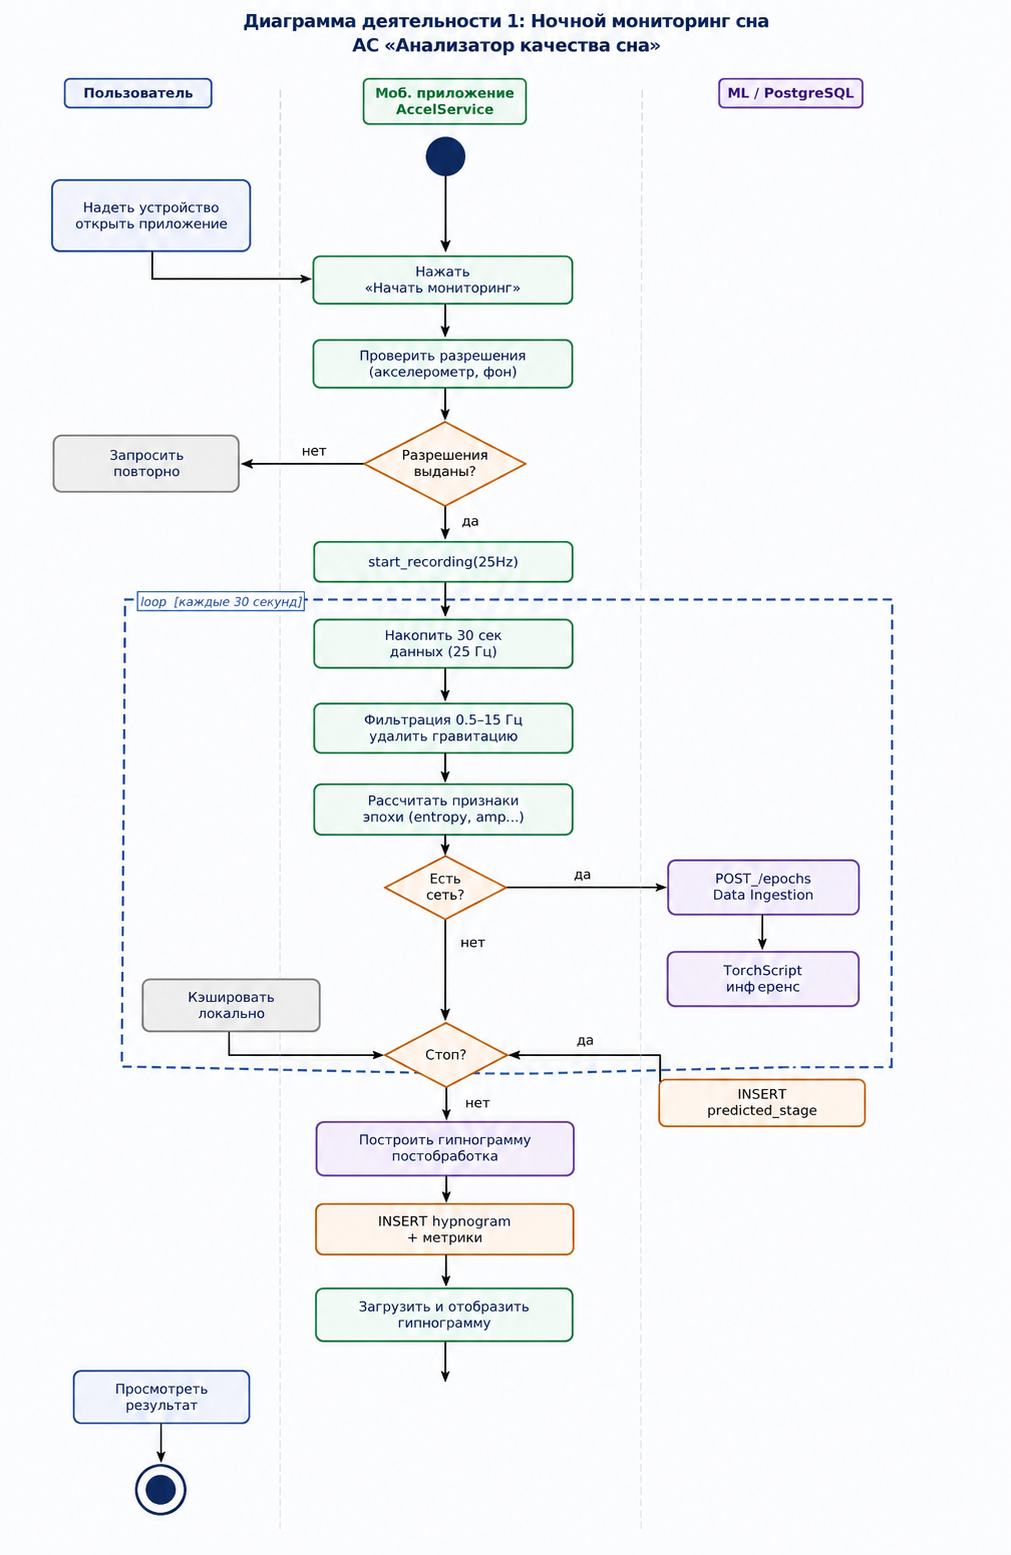 Диаграмма деятельности 1: Ночной мониторинг сна
АС «Анализатор качества сна»
Пользователь
Моб. приложение
AccelService
ML / PostgreSQL
Надеть устройство
открыть приложение
Нажать
«Начать мониторинг»
Проверить разрешения
(акселерометр, фон)
Разрешения
выданы?
нет
Запросить
повторно
да
start_recording(25Hz)
loop [каждые 30 секунд]
Накопить 30 сек
данных (25 Гц)
Фильтрация 0.5–15 Гц
удалить гравитацию
Рассчитать признаки
эпохи (entropy, amp...)
Есть
сеть?
да
POST_/epochs
Data Ingestion
нет
TorchScript
инференс
Кэшировать
локально
Стоп?
да
INSERT
predicted_stage
нет
Построить гипнограмму
постобработка
INSERT hypnogram
+ метрики
Загрузить и отобразить
гипнограмму
Просмотреть
результат